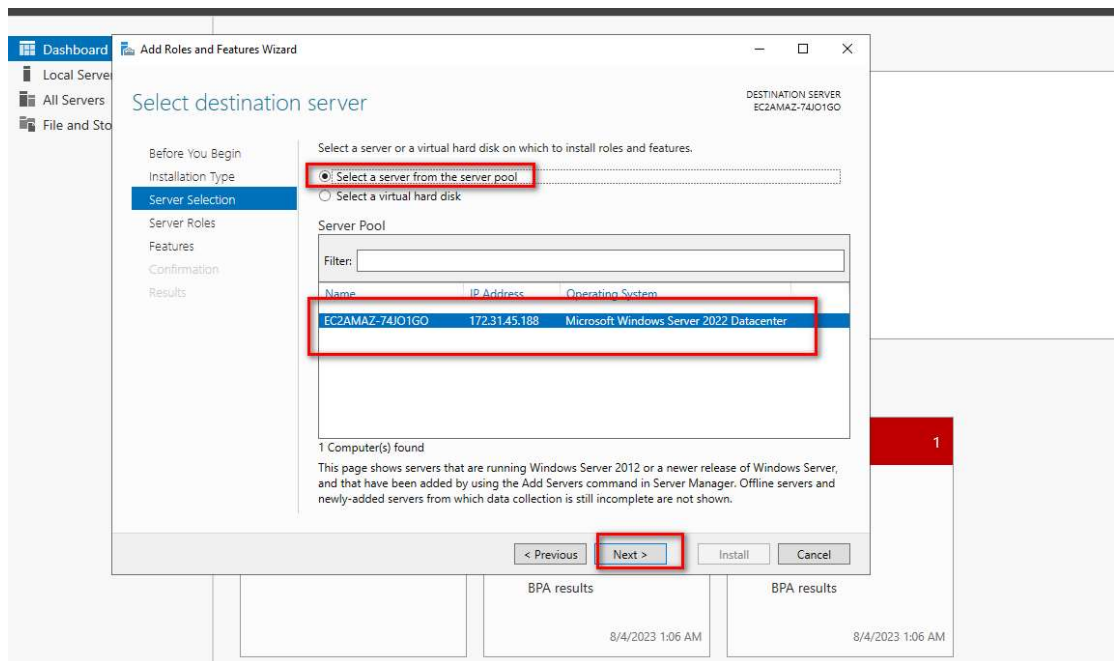 Dashboard
Local Server
All Servers
File and Sto
Add Roles and Features Wizard
Select destination server
DESTINATION SERVER
EC2AMAZ-74JO1GO
Before You Begin
Installation Type
Server Selection
Server Roles
Features
Confirmation
Results
Select a server or a virtual hard disk on which to install roles and features.
Select a server from the server pool
Select a virtual hard disk
Server Pool
Filter:
Name IP Address Operating System
EC2AMAZ-74JO1GO 172.31.45.188 Microsoft Windows Server 2022 Datacenter
1 Computer(s) found
This page shows servers that are running Windows Server 2012 or a newer release of Windows Server,
and that have been added by using the Add Servers command in Server Manager. Offline servers and
newly-added servers from which data collection is still incomplete are not shown.
< Previous Next > Install Cancel
1
BPA results
8/4/2023 1:06 AM
BPA results
8/4/2023 1:06 AM